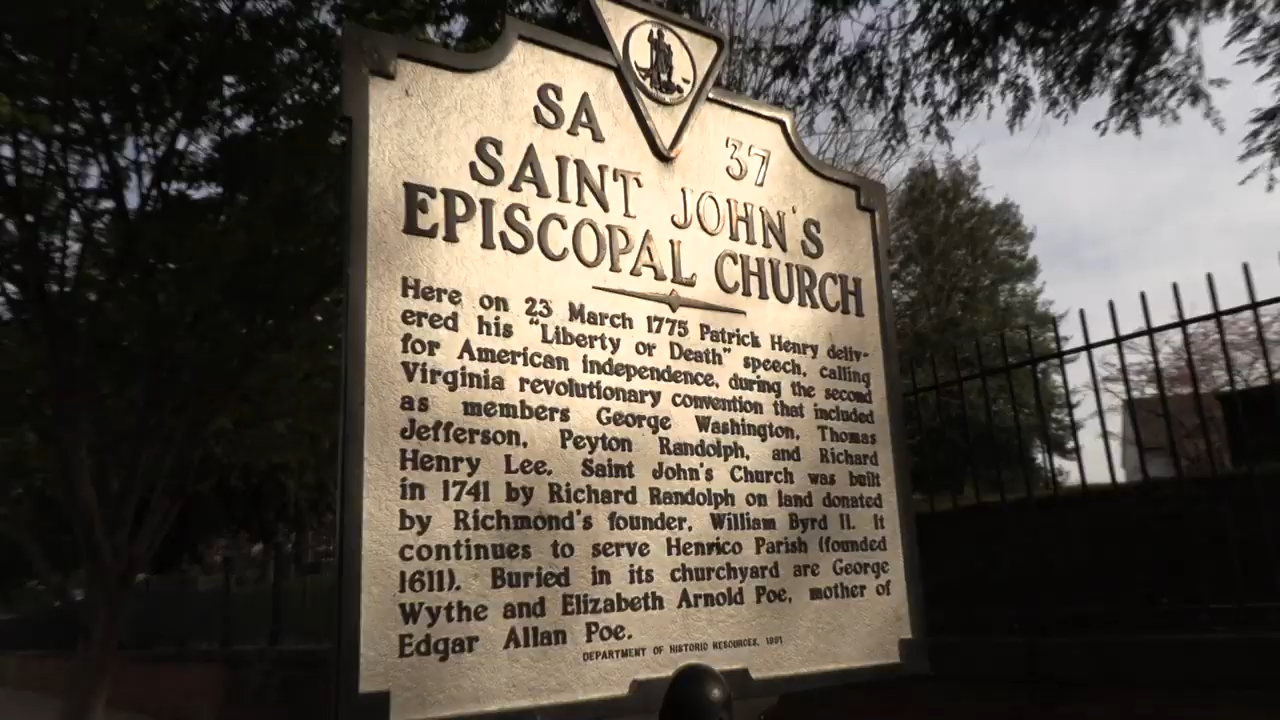 SA 37
SAINT JOHN'S
EPISCOPAL CHURCH
Here on 23 March 1775 Patrick Henry deliv-
ered his "Liberty or Death" speech, calling
for American independence, during the second
Virginia revolutionary convention that included
as members George Washington, Thomas
Jefferson, Peyton Randolph, and Richard
Henry Lee. Saint John's Church was built
in 1741 by Richard Randolph on land donated
by Richmond's founder, William Byrd II. It
continues to serve Henrico Parish (founded
1611). Buried in its churchyard are George
Wythe and Elizabeth Arnold Poe, mother of
Edgar Allan Poe.
DEPARTMENT OF HISTORIC RESOURCES, 1991